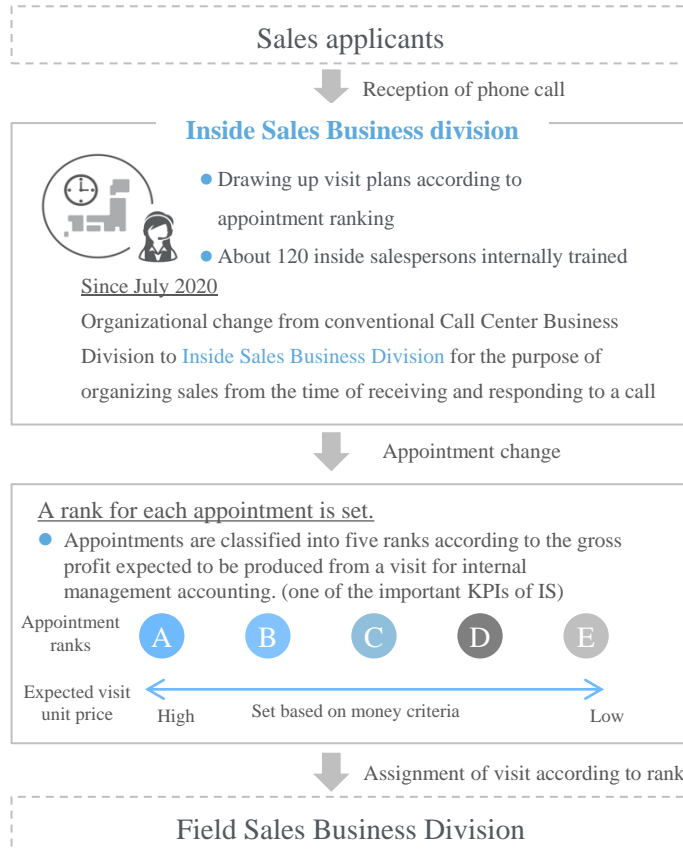 Sales applicants
Reception of phone call
Inside Sales Business division
Drawing up visit plans according to
appointment ranking
About 120 inside salespersons internally trained
Since July 2020
Organizational change from conventional Call Center Business
Division to Inside Sales Business Division for the purpose of
organizing sales from the time of receiving and responding to a call
Appointment change
A rank for each appointment is set.
Appointments are classified into five ranks according to the gross
profit expected to be produced from a visit for internal
management accounting. (one of the important KPIs of IS)
Appointment
ranks
A B C D E
Expected visit
unit price
High Set based on money criteria Low
Assignment of visit according to rank
Field Sales Business Division